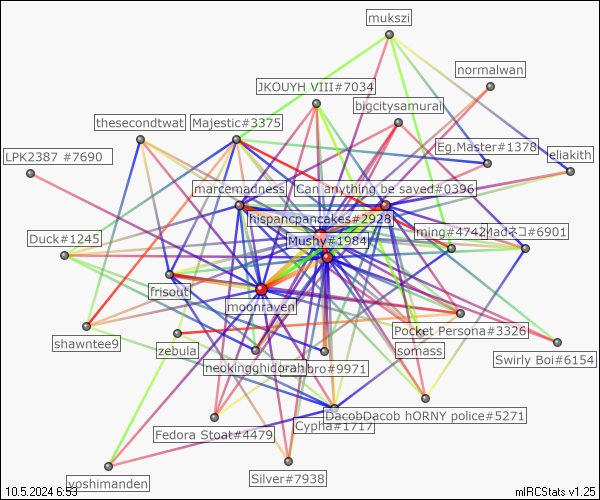 mukszi
normalwan
JKOUYH VIII#7034
bigcitysamurai
thesecondtwat
Majestic#3375
Eg.Master#1378
LPK2387 #7690
eliakith
marcemadness
Can anything be saved#0396
hispancpancakes#2928
Duck#1245
Mushy#1984
ming#4742
Madネコ#6901
frisout
moonraven
Pocket Persona#3326
shawntee9
zebula
somass
Swirly Boi#6154
neokingghidorah
bro#9971
DacobDacob hORNY police#5271
Cypha#1717
Fedora Stoat#4479
Silver#7938
yoshimanden
10.5.2024 6:53
mIRCStats v1.25